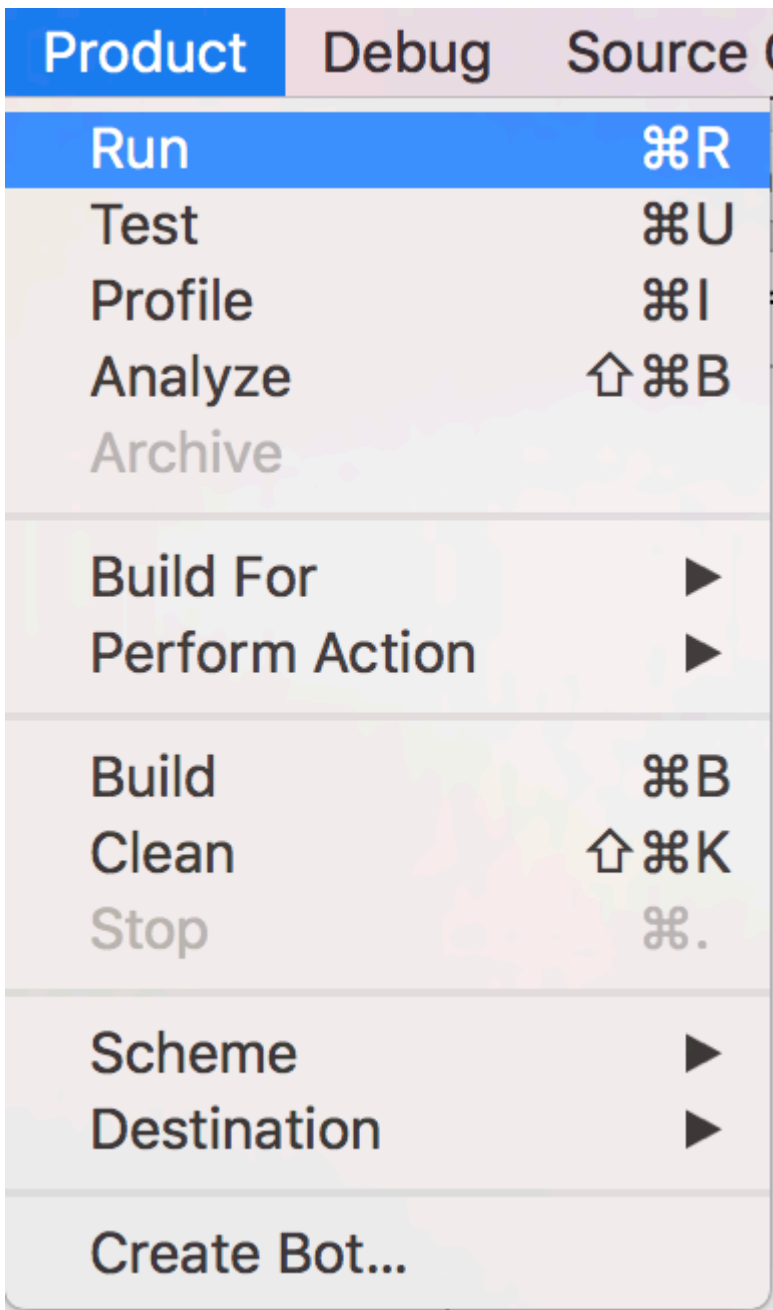 Product Debug Source
Run ⌘R
Test ⌘U
Profile ⌘I
Analyze ⇧⌘B
Archive
Build For ▶
Perform Action ▶
Build ⌘B
Clean ⇧⌘K
Stop ⌘.
Scheme ▶
Destination ▶
Create Bot...